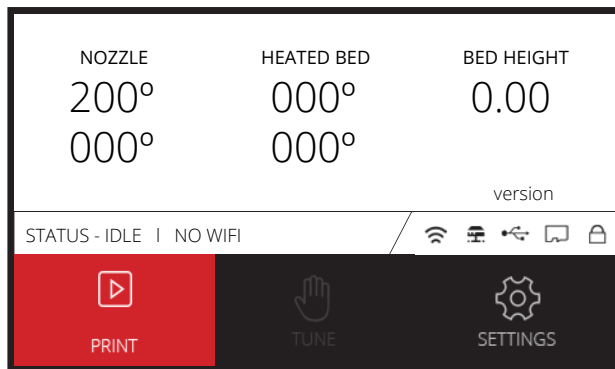 NOZZLE HEATED BED BED HEIGHT
200º 000º 0.00
000º 000º
version
STATUS - IDLE I NO WIFI
PRINT TUNE SETTINGS